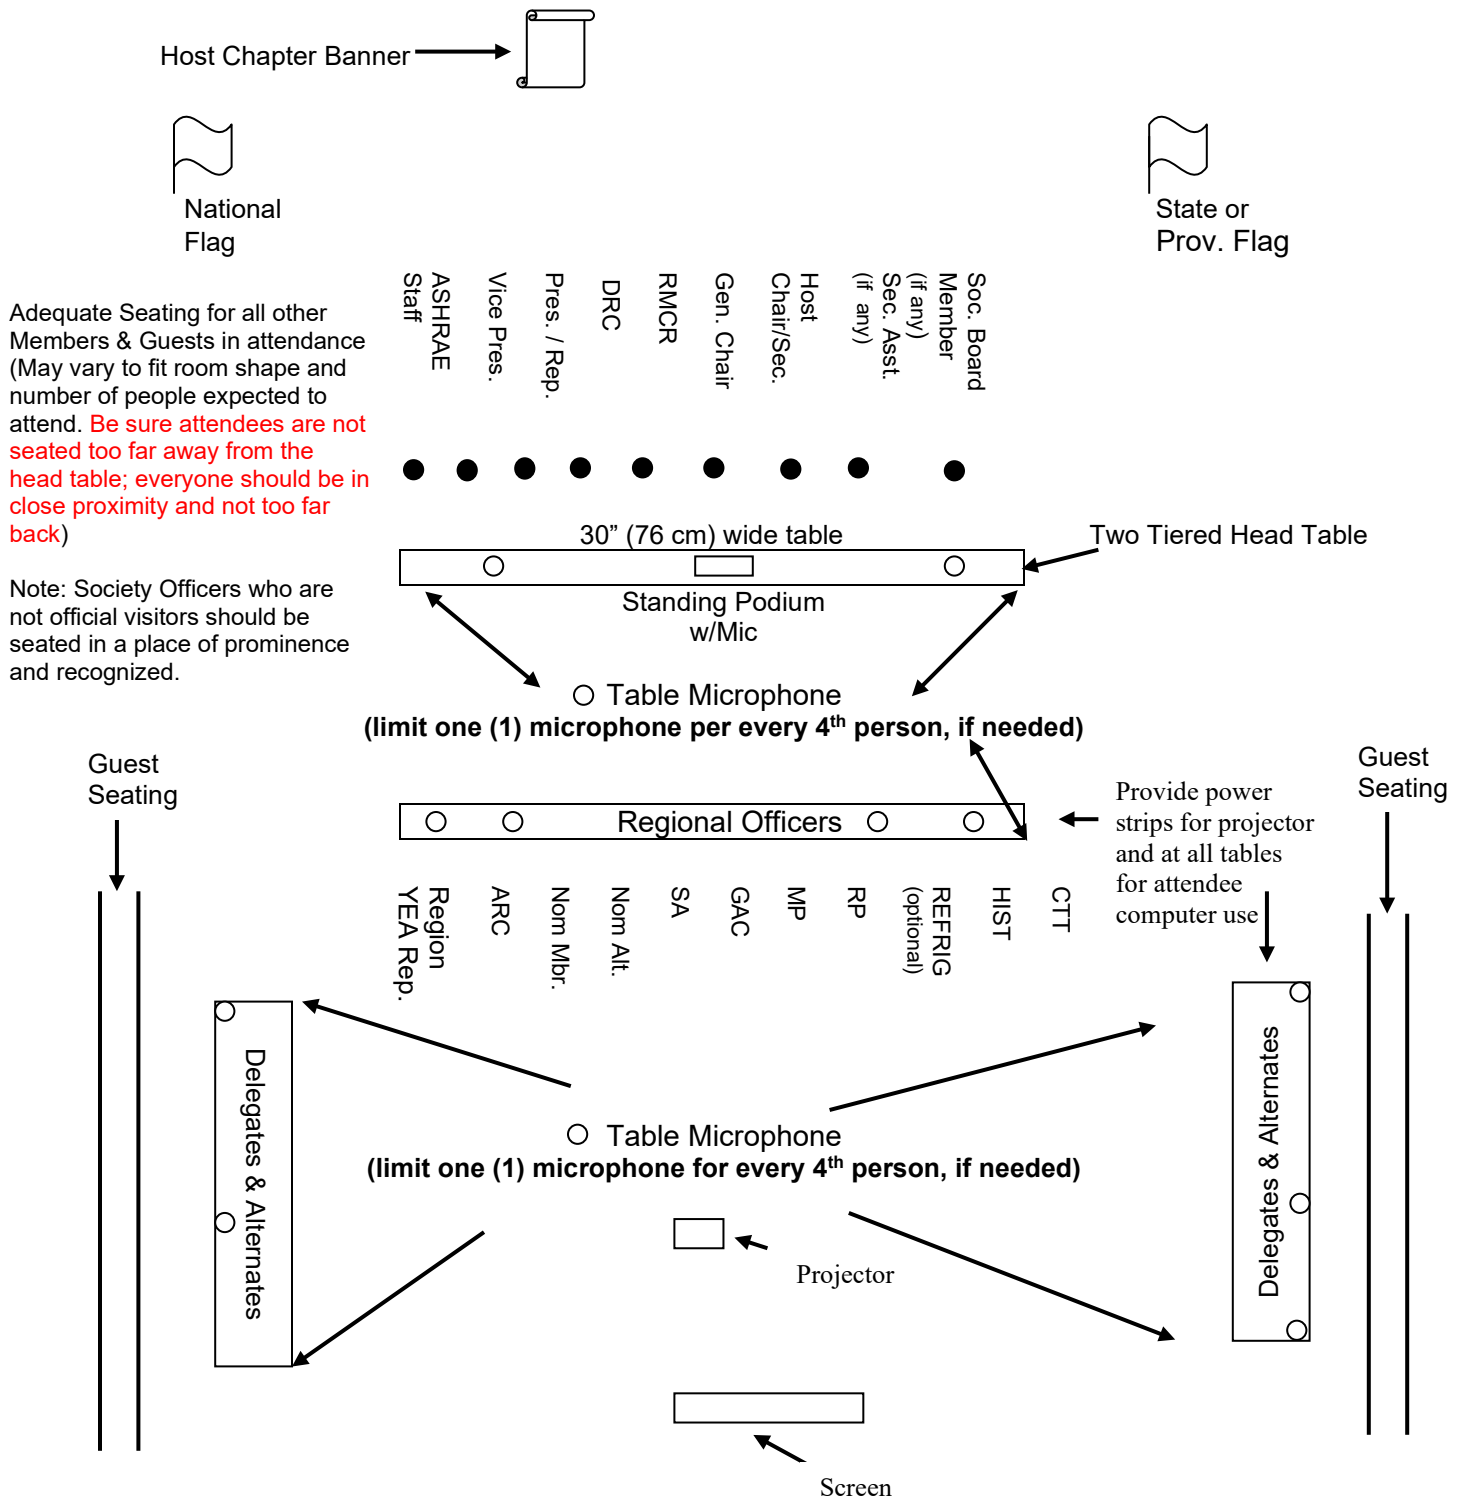 Host Chapter Banner
National
Flag
State or
Prov. Flag
ASHRAE
Staff
Vice Pres.
Pres. / Rep.
DRC
RMCR
Gen. Chair
Host
Chair/Sec.
Sec. Asst.
(if any)
Soc. Board
Member
(if any)
Adequate Seating for all other
Members & Guests in attendance
(May vary to fit room shape and
number of people expected to
attend. Be sure attendees are not
seated too far away from the
head table; everyone should be in
close proximity and not too far
back)
Note: Society Officers who are
not official visitors should be
seated in a place of prominence
and recognized.
30” (76 cm) wide table
Two Tiered Head Table
Standing Podium
w/Mic
Table Microphone
(limit one (1) microphone per every 4th person, if needed)
Guest
Seating
Guest
Seating
Regional Officers
Provide power
strips for projector
and at all tables
for attendee
computer use
Region
YEA Rep.
ARC
Nom Mbr.
Nom Alt.
SA
GAC
MP
RP
REFRIG
(optional)
HIST
CTT
Delegates & Alternates
Delegates & Alternates
Table Microphone
(limit one (1) microphone for every 4th person, if needed)
Projector
Screen